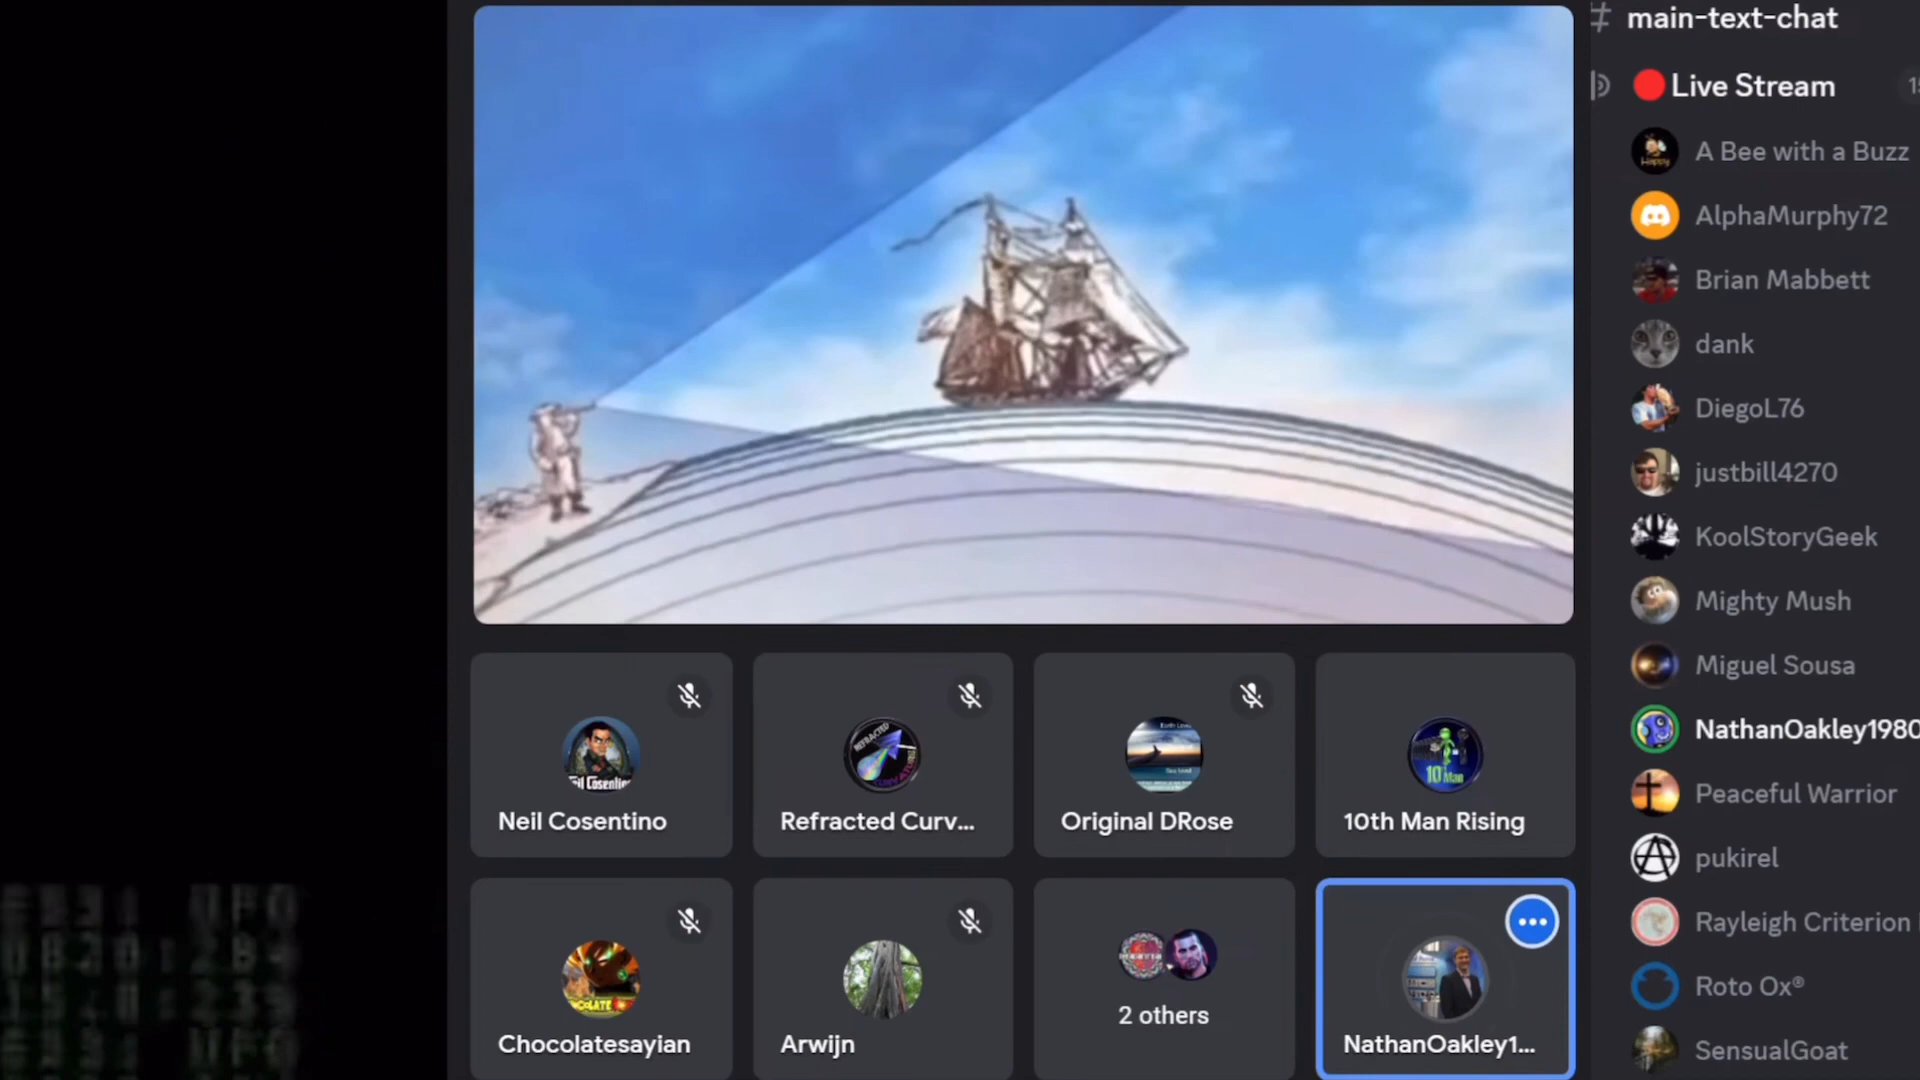 # main-text-chat
Live Stream
A Bee with a Buzz
AlphaMurphy72
Brian Mabbett
dank
DiegoL76
justbill4270
KoolStoryGeek
Mighty Mush
Miguel Sousa
NathanOakley1980
Peaceful Warrior
pukirel
Rayleigh Criterion
Roto Ox®
SensualGoat
Neil Cosentino
Refracted Curv...
Original DRose
10th Man Rising
10 Man
Chocolatesayian
Arwijn
2 others
NathanOakley1...